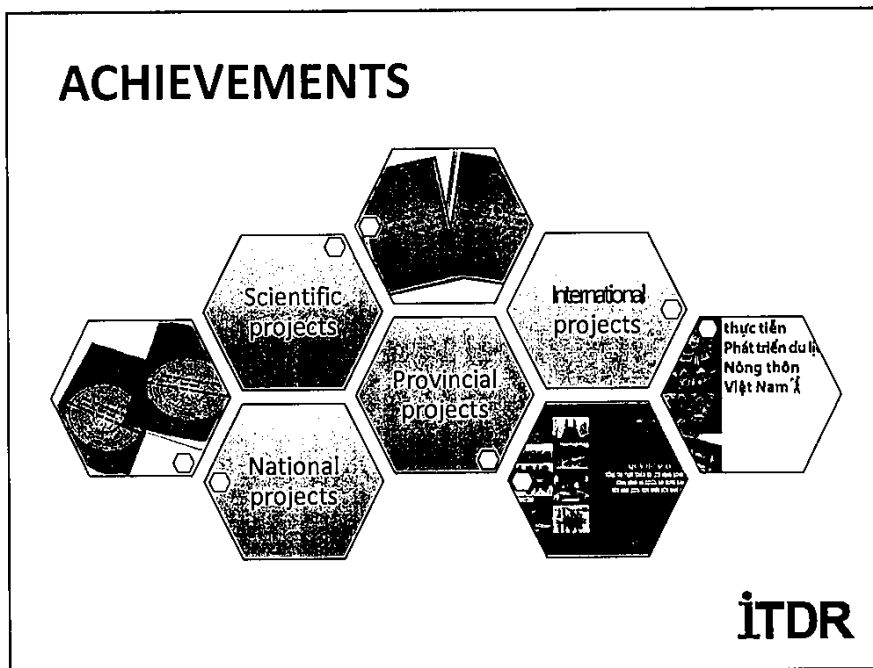 ACHIEVEMENTS
Scientific
projects
International
projects
Provincial
projects
National
projects
thực tiễn
Phát triển du lị
Nông thôn
Việt Nam
iTDR